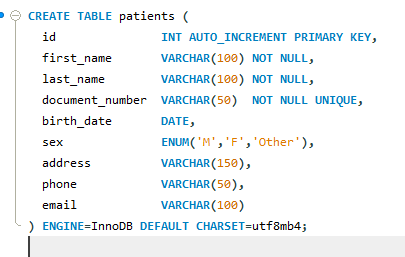 CREATE TABLE patients (
id INT AUTO_INCREMENT PRIMARY KEY,
first_name VARCHAR(100) NOT NULL,
last_name VARCHAR(100) NOT NULL,
document_number VARCHAR(50) NOT NULL UNIQUE,
birth_date DATE,
sex ENUM('M','F','Other'),
address VARCHAR(150),
phone VARCHAR(50),
email VARCHAR(100)
) ENGINE=InnoDB DEFAULT CHARSET=utf8mb4;